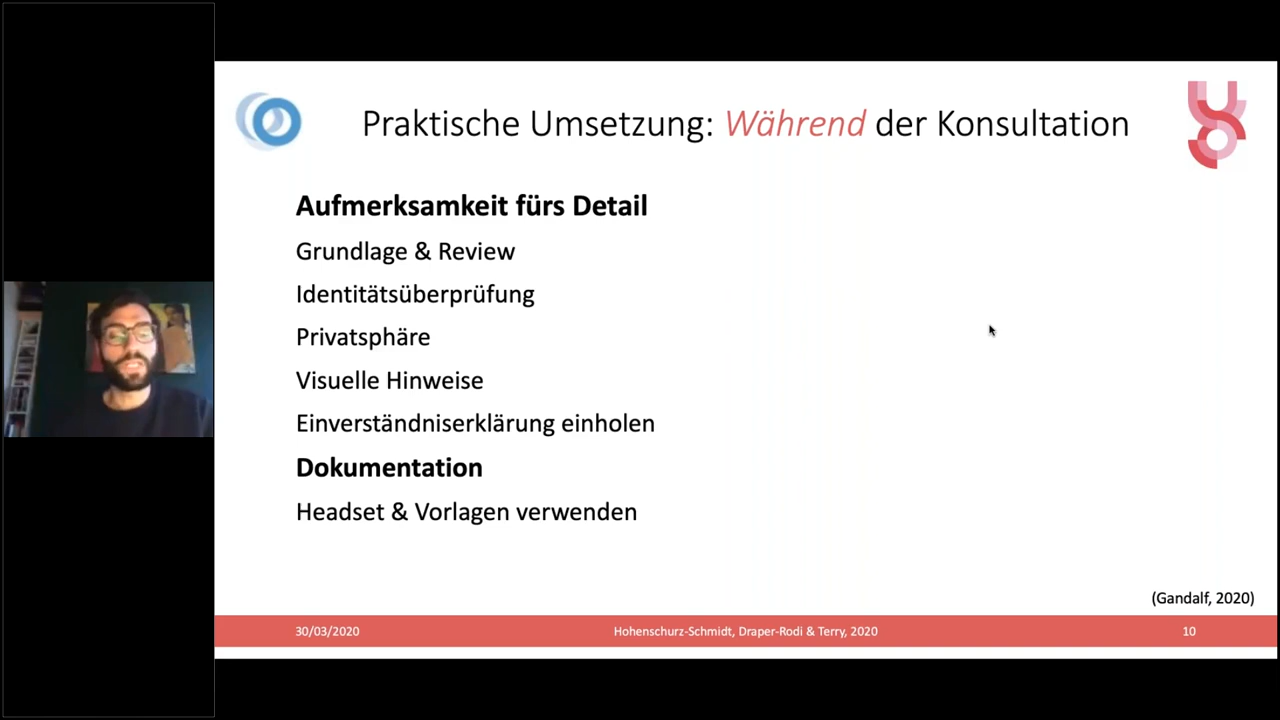 Praktische Umsetzung: Während der Konsultation
Aufmerksamkeit fürs Detail
Grundlage & Review
Identitätsüberprüfung
Privatsphäre
Visuelle Hinweise
Einverständniserklärung einholen
Dokumentation
Headset & Vorlagen verwenden
(Gandalf, 2020)
30/03/2020
Hohenschurz-Schmidt, Draper-Rodi & Terry, 2020
10